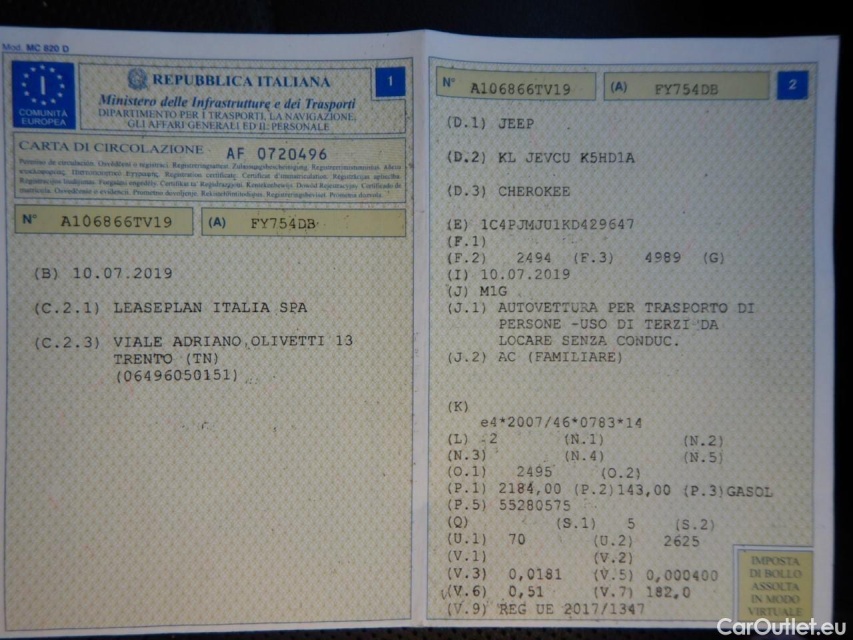 Mod. MC 820 D
I
COMUNITÀ
EUROPEA
REPUBBLICA ITALIANA
1
Ministero delle Infrastrutture e dei Trasporti
DIPARTIMENTO PER I TRASPORTI, LA NAVIGAZIONE,
GLI AFFARI GENERALI ED IL PERSONALE
CARTA DI CIRCOLAZIONE AF 0720496
N° A106866TV19 (A) FY754DB
(B) 10.07.2019
(C.2.1) LEASEPLAN ITALIA SPA
(C.2.3) VIALE ADRIANO OLIVETTI 13
TRENTO (TN)
(06496050151)
N° A106866TV19 (A) FY754DB 2
(D.1) JEEP
(D.2) KL JEVCU K5HD1A
(D.3) CHEROKEE
(E) 1C4PJMJU1KD429647
(F.1)
(F.2) 2494 (F.3) 4989 (G)
(I) 10.07.2019
(J) M1G
(J.1) AUTOVETTURA PER TRASPORTO DI
PERSONE -USO DI TERZI DA
LOCARE SENZA CONDUC.
(J.2) AC (FAMILIARE)
(K)
e4*2007/46*0783*14
(L) 2 (N.1) (N.2)
(N.3) (N.4) (N.5)
(O.1) 2495 (O.2)
(P.1) 2184,00 (P.2)143,00 (P.3)GASOL
(P.5) 55280575
(Q) (S.1) 5 (S.2)
(U.1) 70 (U.2) 2625
(V.1) (V.2)
(V.3) 0,0181 (V.5) 0,000400
(V.6) 0,51 (V.7) 182,0
(V.9) REG UE 2017/1347
IMPOSTA
DI BOLLO
ASSOLTA
IN MODO
VIRTUALE
CarOutlet.eu